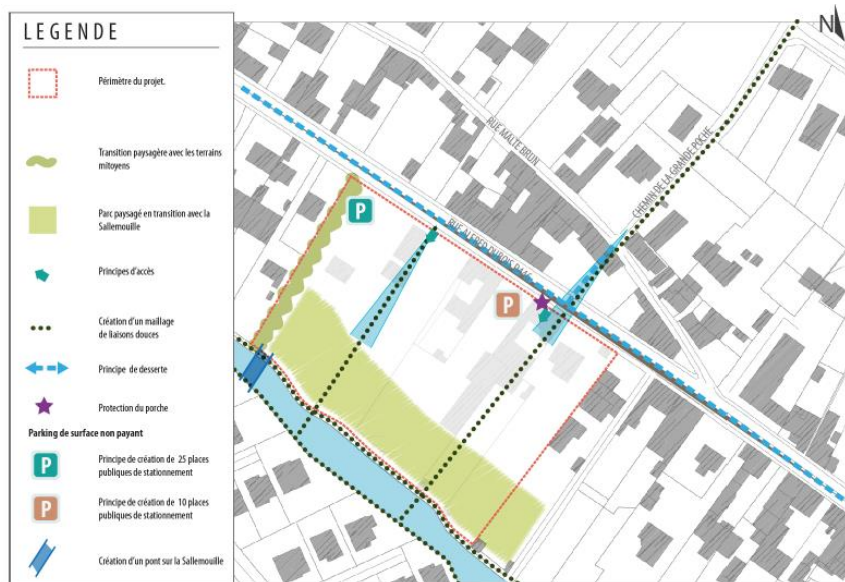 LEGENDE
Périmètre du projet.
Transition paysagère avec les terrains
mitoyens
Parc paysagé en transition avec la
Sallemouille
Principes d'accès
Création d'un maillage
de liaisons douces
Principe de desserte
Protection du porche
Parking de surface non payant
P
Principe de création de 25 places
publiques de stationnement
P
Principe de création de 10 places
publiques de stationnement
Création d'un pont sur la Sallemouille
N
RUE MALTE BRUN
CHEMIN DE LA GRANDE POCHE
RUE ALFRED DUBOIS
P
P